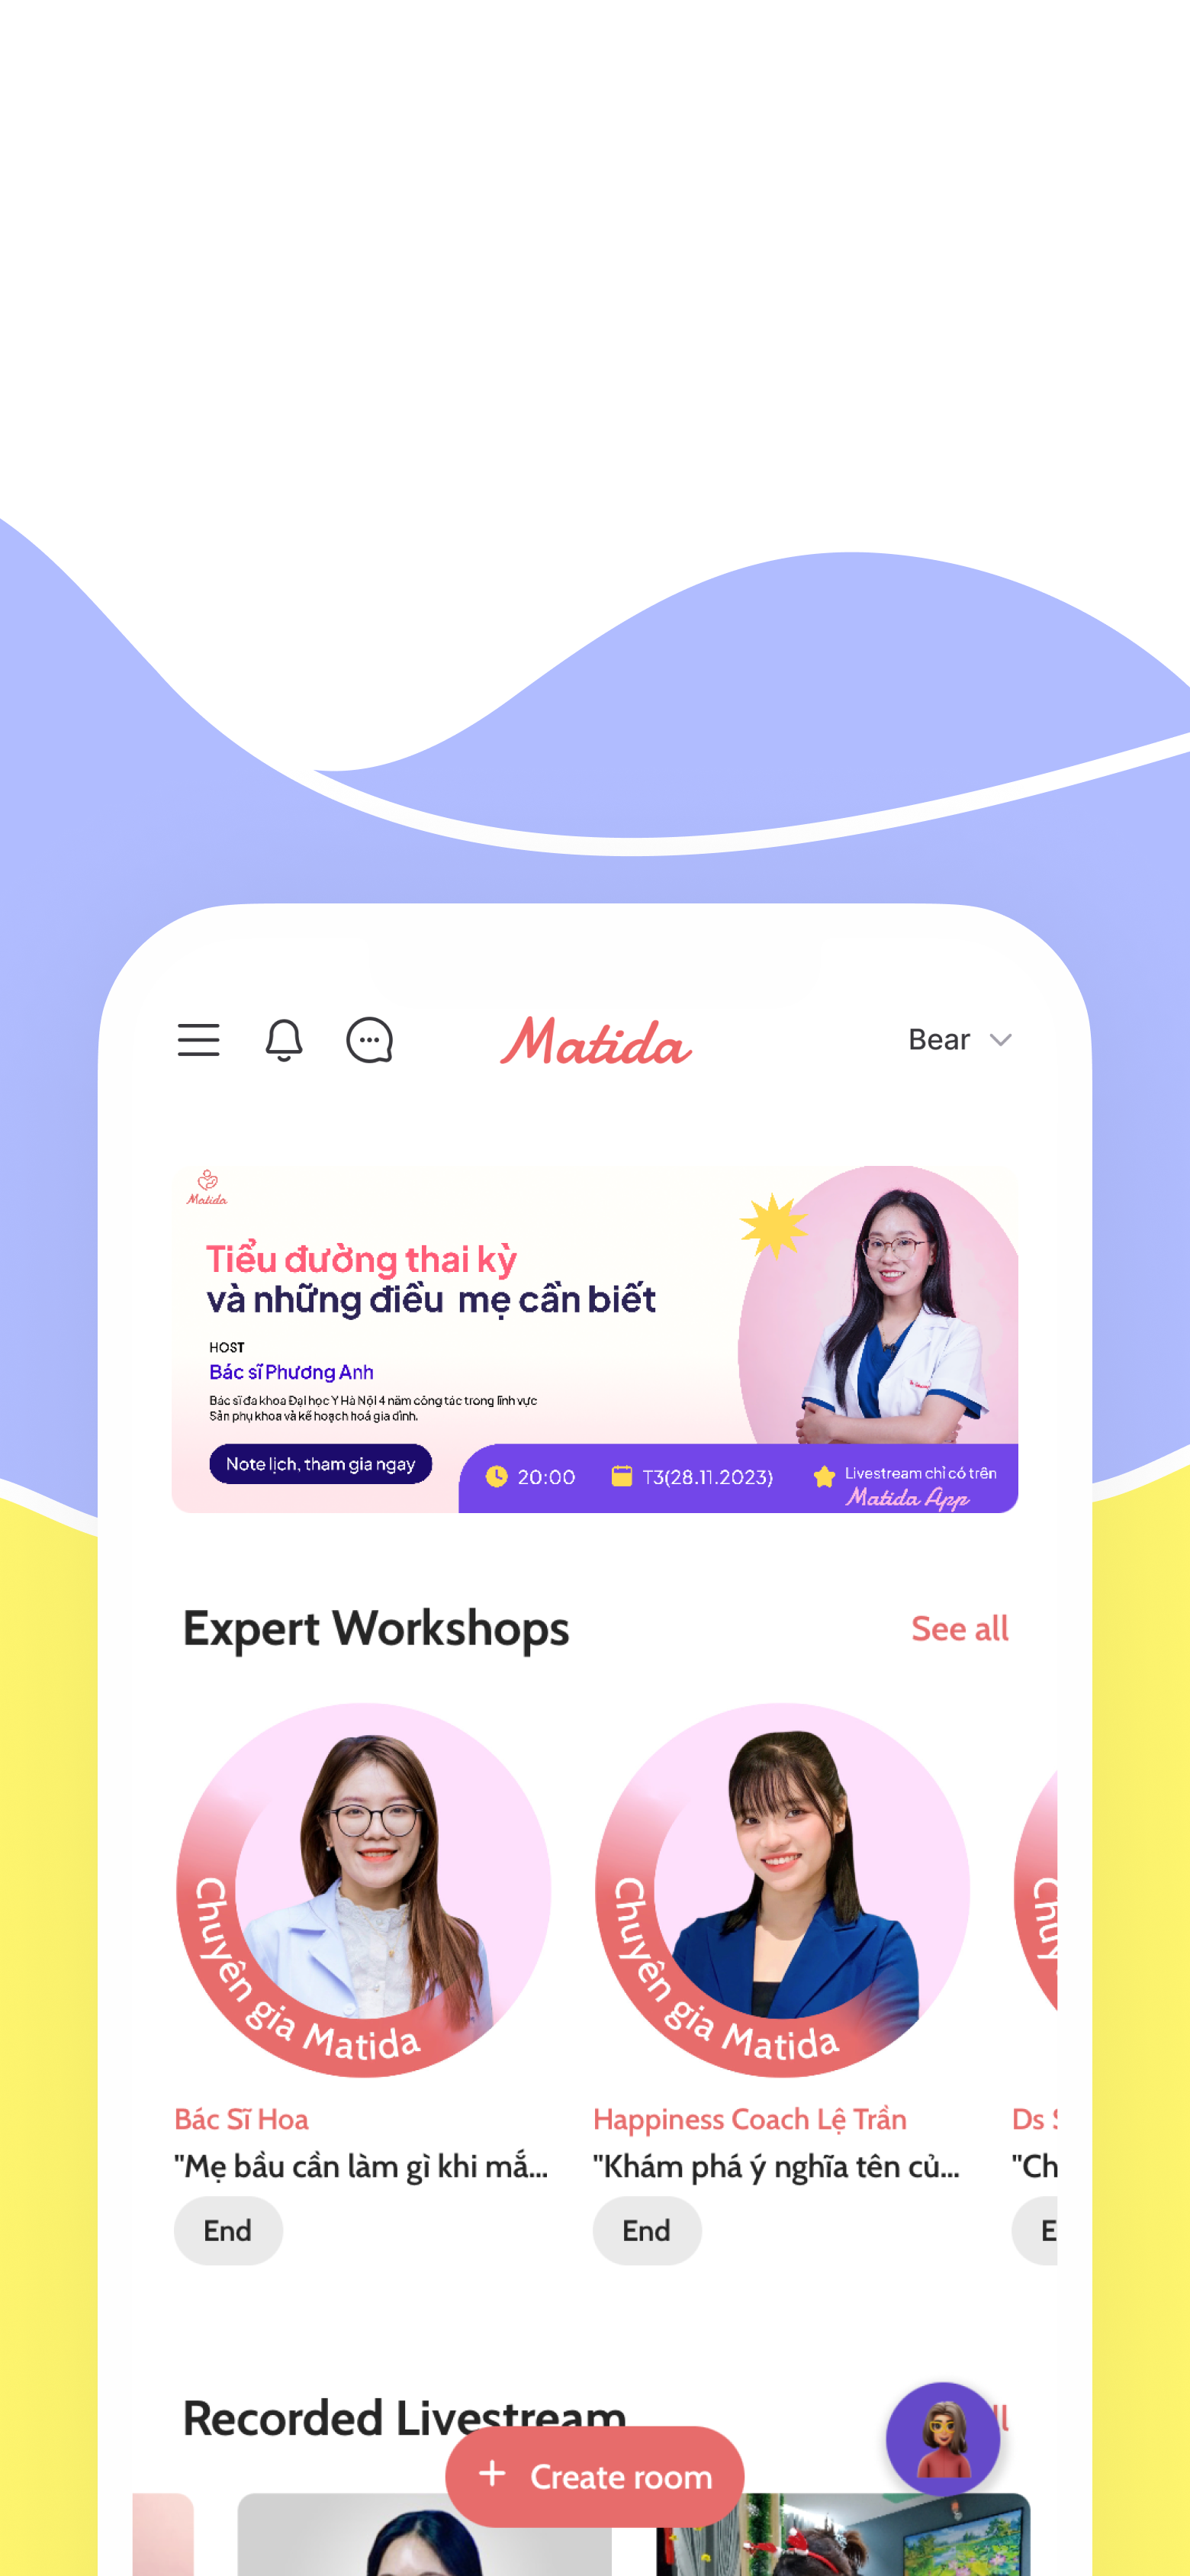 Matida
Bear
Matida
Tiểu đường thai kỳ
và những điều mẹ cần biết
HOST
Bác sĩ Phương Anh
Bác sĩ đa khoa Đại học Y Hà Nội 4 năm công tác trong lĩnh vực
Sản phụ khoa và kế hoạch hoá gia đình.
Note lịch, tham gia ngay
20:00
T3(28.11.2023)
Livestream chỉ có trên
Matida App
Expert Workshops
See all
Chuyên gia Matida
Chuyên gia Matida
Chuy
Bác Sĩ Hoa
Happiness Coach Lệ Trần
Ds
"Mẹ bầu cần làm gì khi mắ...
"Khám phá ý nghĩa tên củ...
"Ch
End
End
E
Recorded Livestream
ll
+ Create room